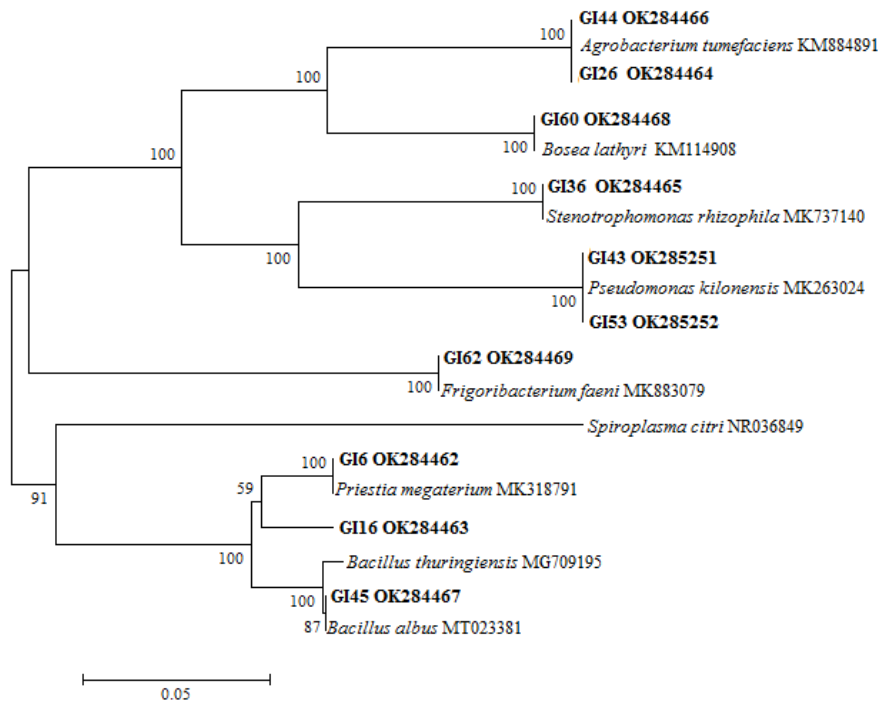 GI44 OK284466
100
Agrobacterium tumefaciens KM884891
GI26 OK284464
100
GI60 OK284468
100
Bosea lathyri KM114908
100
GI36 OK284465
100
Stenotrophomonas rhizophila MK737140
GI43 OK285251
100
Pseudomonas kilonensis MK263024
100
GI53 OK285252
GI62 OK284469
100
Frigoribacterium faeni MK883079
Spiroplasma citri NR036849
GI6 OK284462
100
Priestia megaterium MK318791
59
91
GI16 OK284463
100
Bacillus thuringiensis MG709195
GI45 OK284467
100
87
Bacillus albus MT023381
0.05